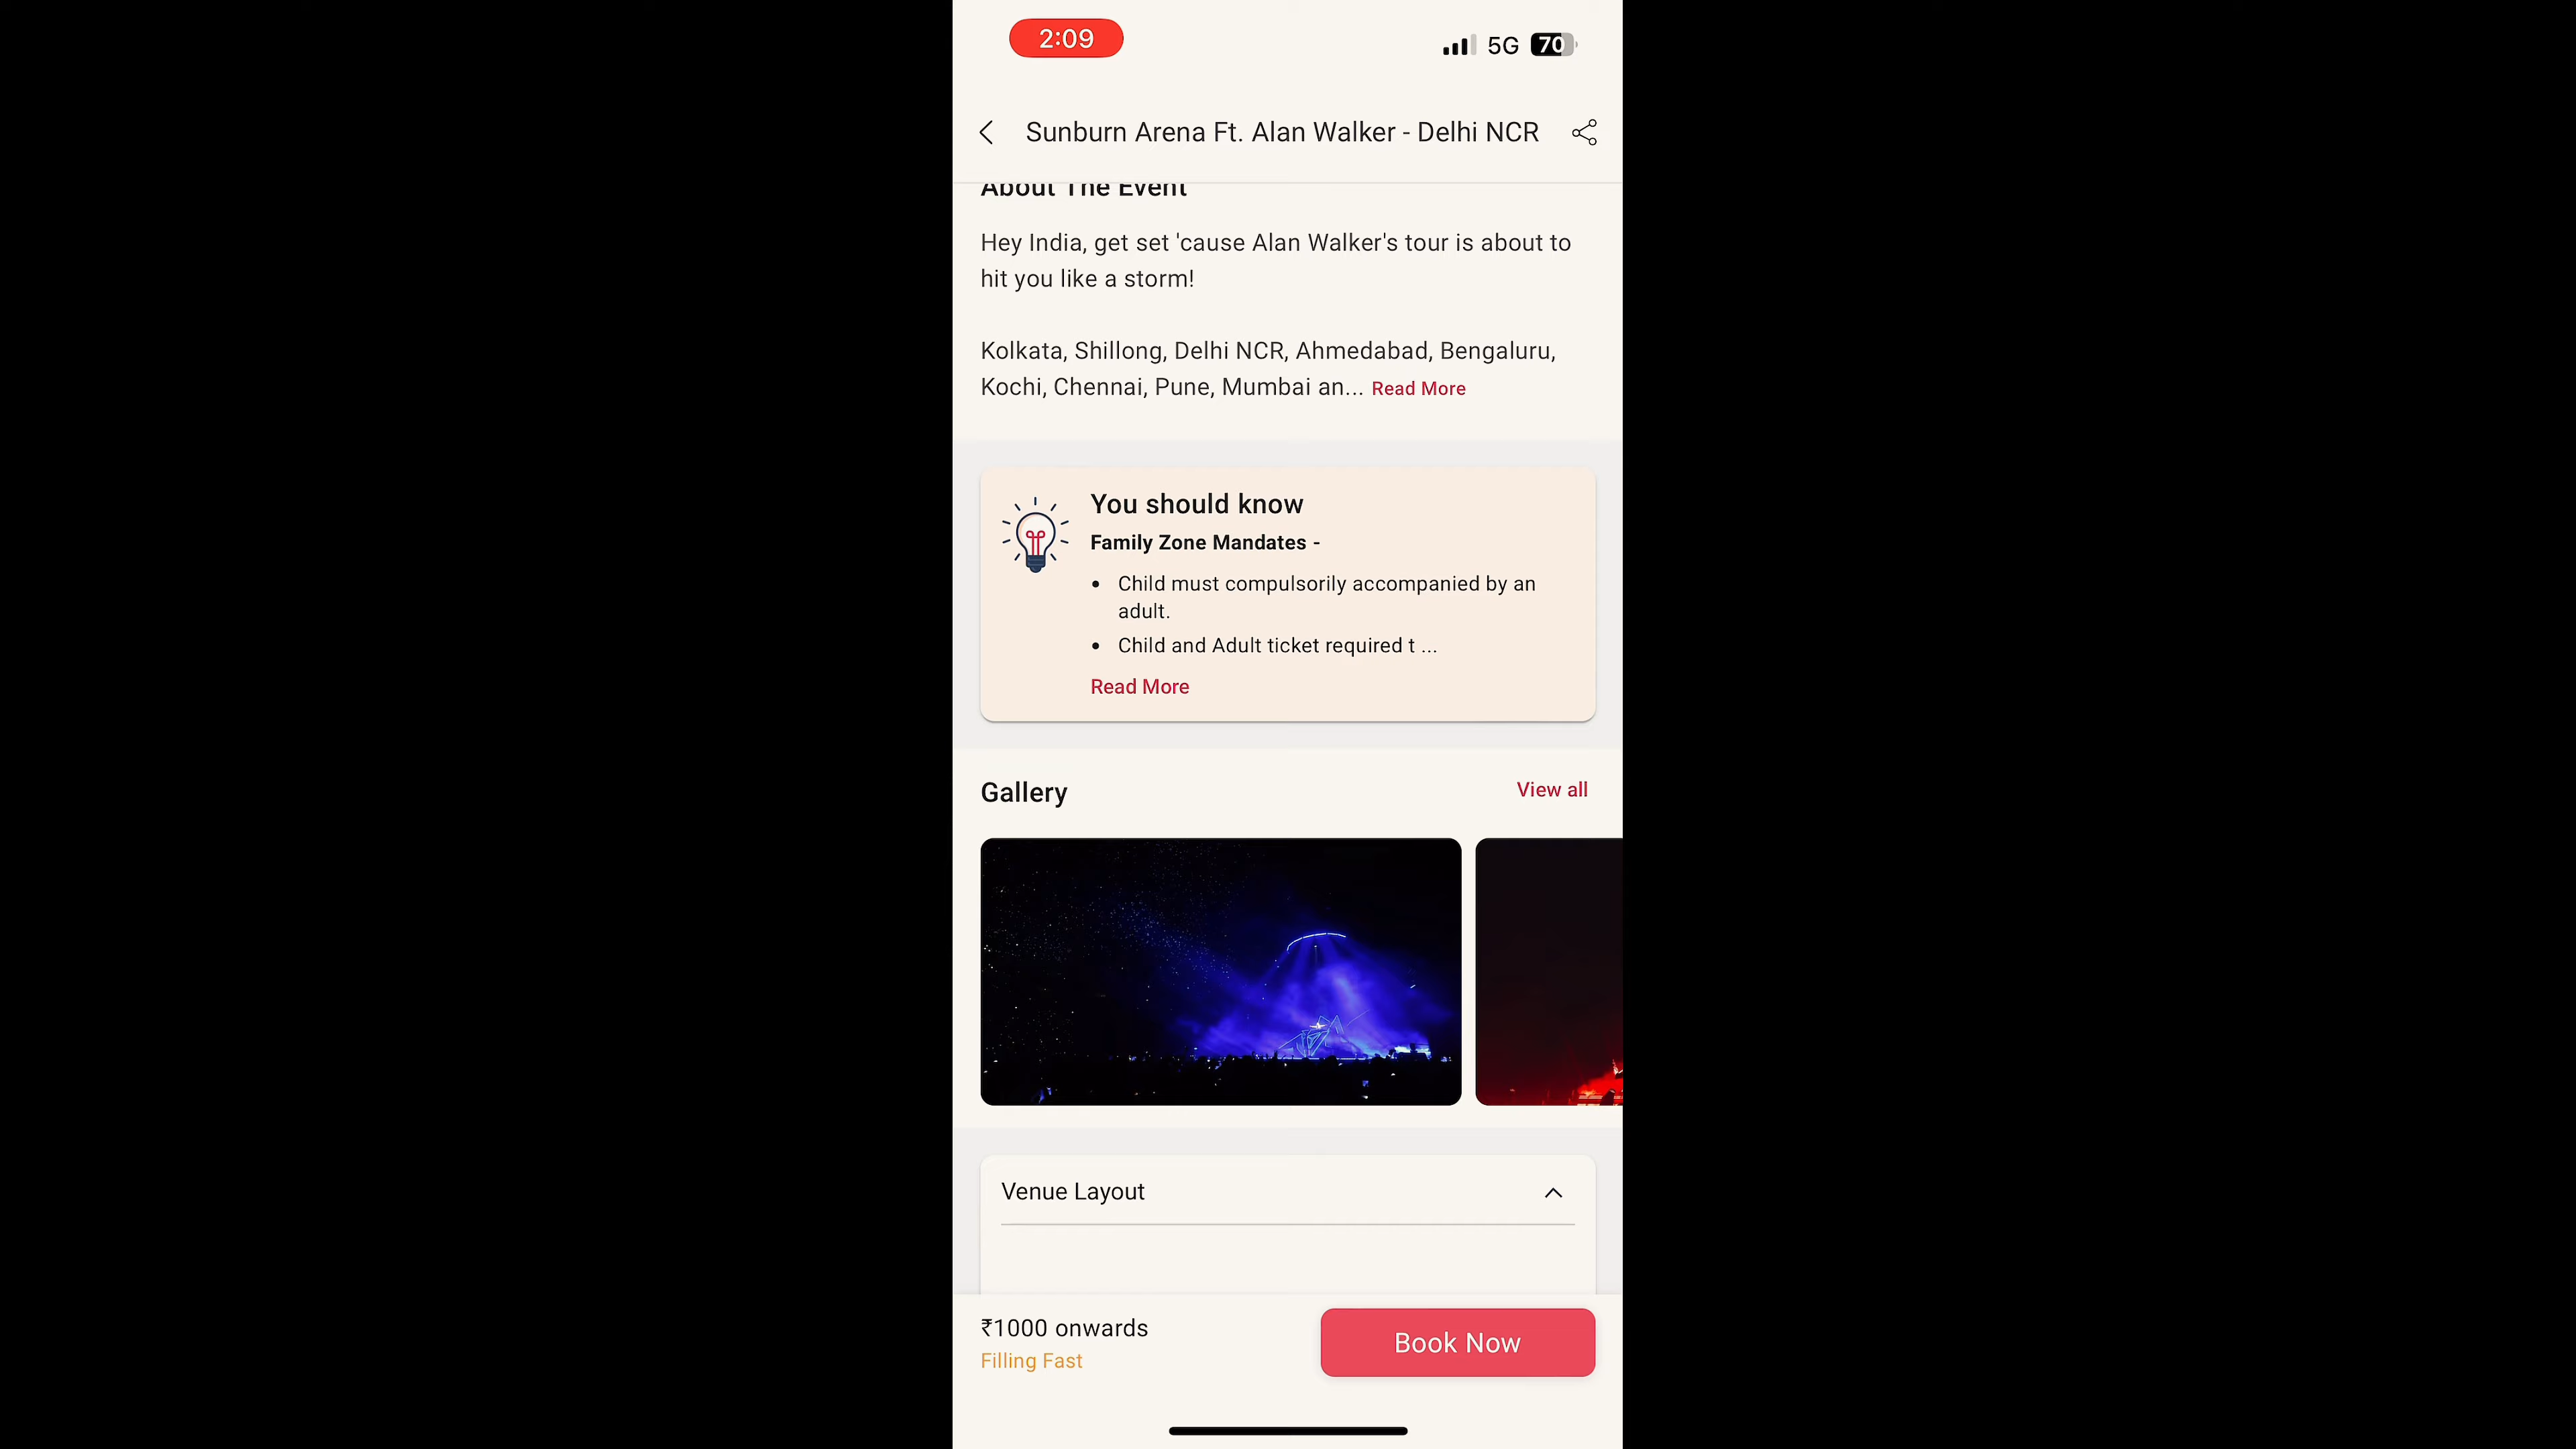 2:09
5G
70
Sunburn Arena Ft. Alan Walker - Delhi NCR
About The Event
Hey India, get set 'cause Alan Walker's tour is about to
hit you like a storm!
Kolkata, Shillong, Delhi NCR, Ahmedabad, Bengaluru,
Kochi, Chennai, Pune, Mumbai an... Read More
You should know
Family Zone Mandates -
• Child must compulsorily accompanied by an
adult.
• Child and Adult ticket required t ...
Read More
Gallery
View all
Venue Layout
₹1000 onwards
Filling Fast
Book Now